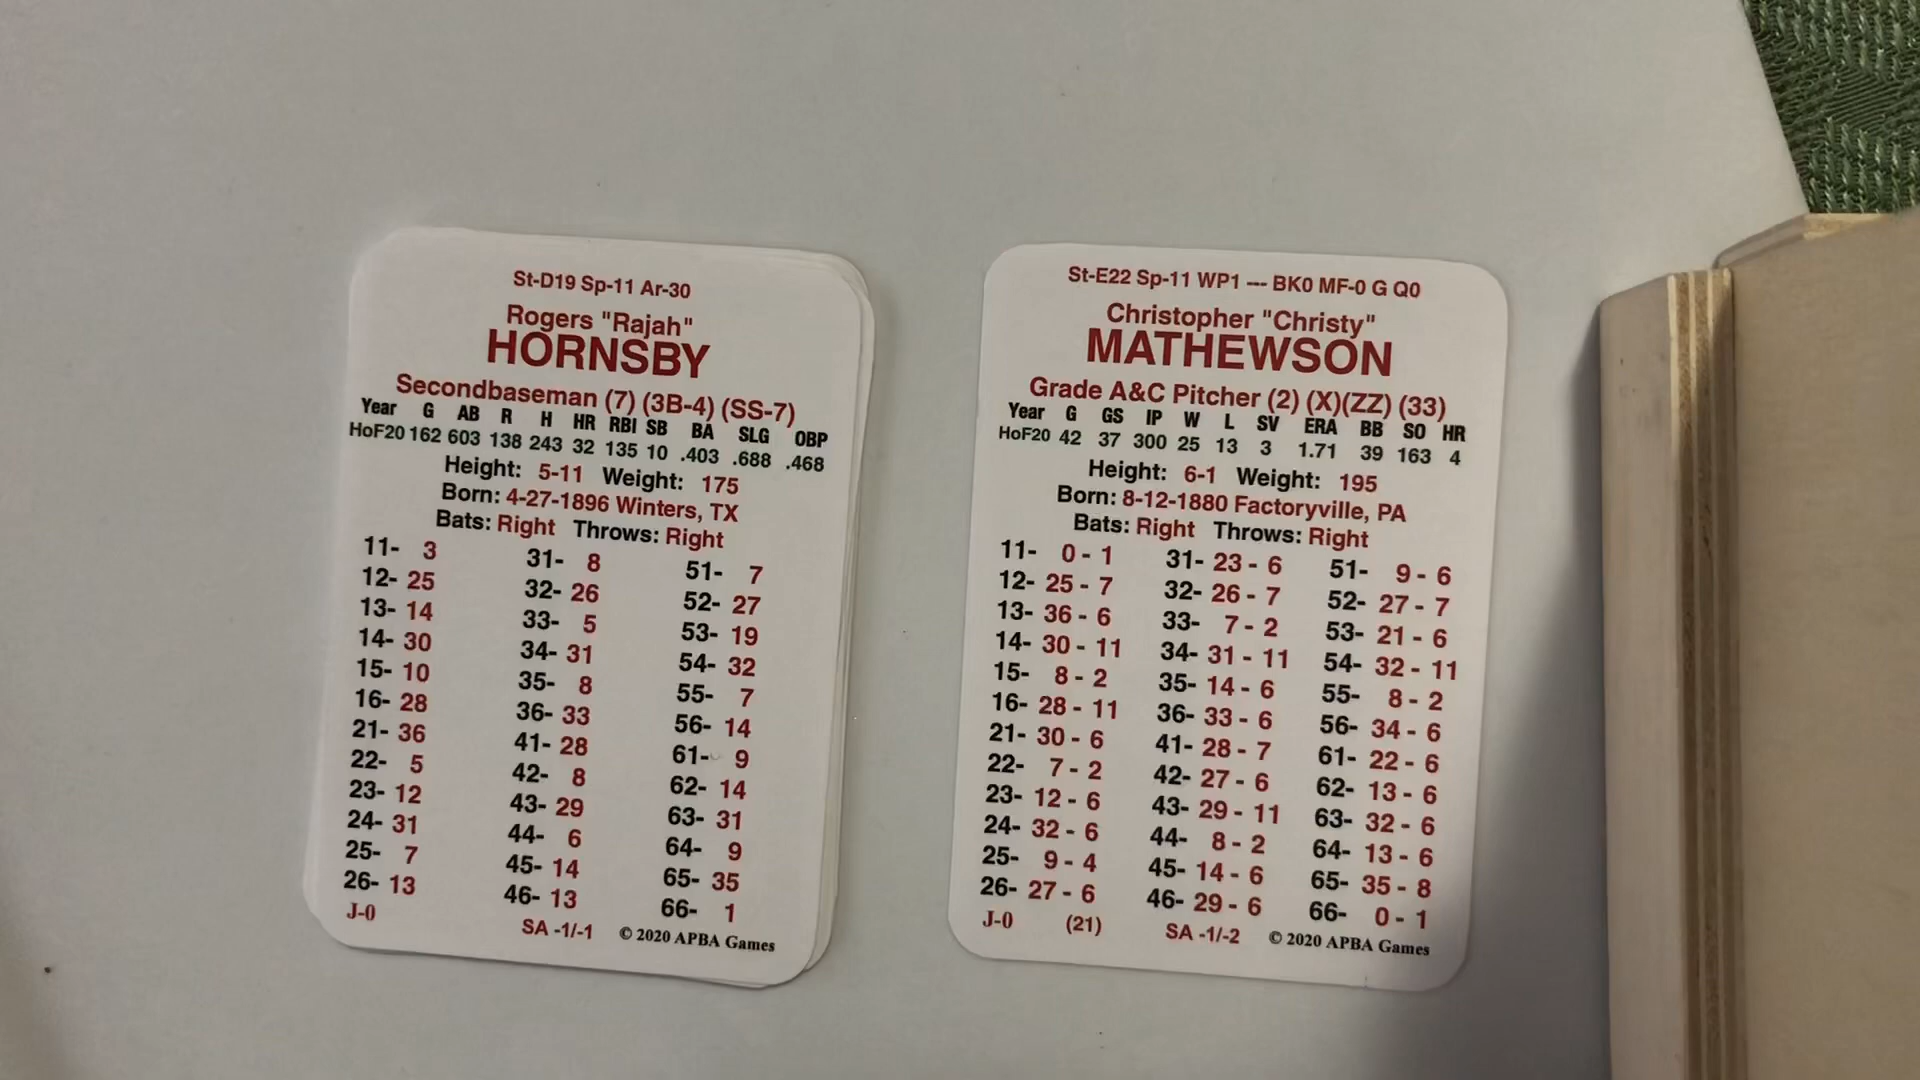 St-D19 Sp-11 Ar-30
Rogers "Rajah"
HORNSBY
Secondbaseman (7) (3B-4) (SS-7)
Year G AB R H HR RBI SB BA SLG OBP
HoF20 162 603 138 243 32 135 10 .403 .688 .468
Height: 5-11 Weight: 175
Born: 4-27-1896 Winters, TX
Bats: Right Throws: Right
11- 3 31- 8 51- 7
12- 25 32- 26 52- 27
13- 14 33- 5 53- 19
14- 30 34- 31 54- 32
15- 10 35- 8 55- 7
16- 28 36- 33 56- 14
21- 36 41- 28 61- 9
22- 5 42- 8 62- 14
23- 12 43- 29 63- 31
24- 31 44- 6 64- 9
25- 7 45- 14 65- 35
26- 13 46- 13 66- 1
J-0 SA -1/-1 © 2020 APBA Games
St-E22 Sp-11 WP1 --- BK0 MF-0 G Q0
Christopher "Christy"
MATHEWSON
Grade A&C Pitcher (2) (X)(ZZ) (33)
Year G GS IP W L SV ERA BB SO HR
HoF20 42 37 300 25 13 3 1.71 39 163 4
Height: 6-1 Weight: 195
Born: 8-12-1880 Factoryville, PA
Bats: Right Throws: Right
11- 0 - 1 31- 23 - 6 51- 9 - 6
12- 25 - 7 32- 26 - 7 52- 27 - 7
13- 36 - 6 33- 7 - 2 53- 21 - 6
14- 30 - 11 34- 31 - 11 54- 32 - 11
15- 8 - 2 35- 14 - 6 55- 8 - 2
16- 28 - 11 36- 33 - 6 56- 34 - 6
21- 30 - 6 41- 28 - 7 61- 22 - 6
22- 7 - 2 42- 27 - 6 62- 13 - 6
23- 12 - 6 43- 29 - 11 63- 32 - 6
24- 32 - 6 44- 8 - 2 64- 13 - 6
25- 9 - 4 45- 14 - 6 65- 35 - 8
26- 27 - 6 46- 29 - 6 66- 0 - 1
J-0 (21) SA -1/-2 © 2020 APBA Games